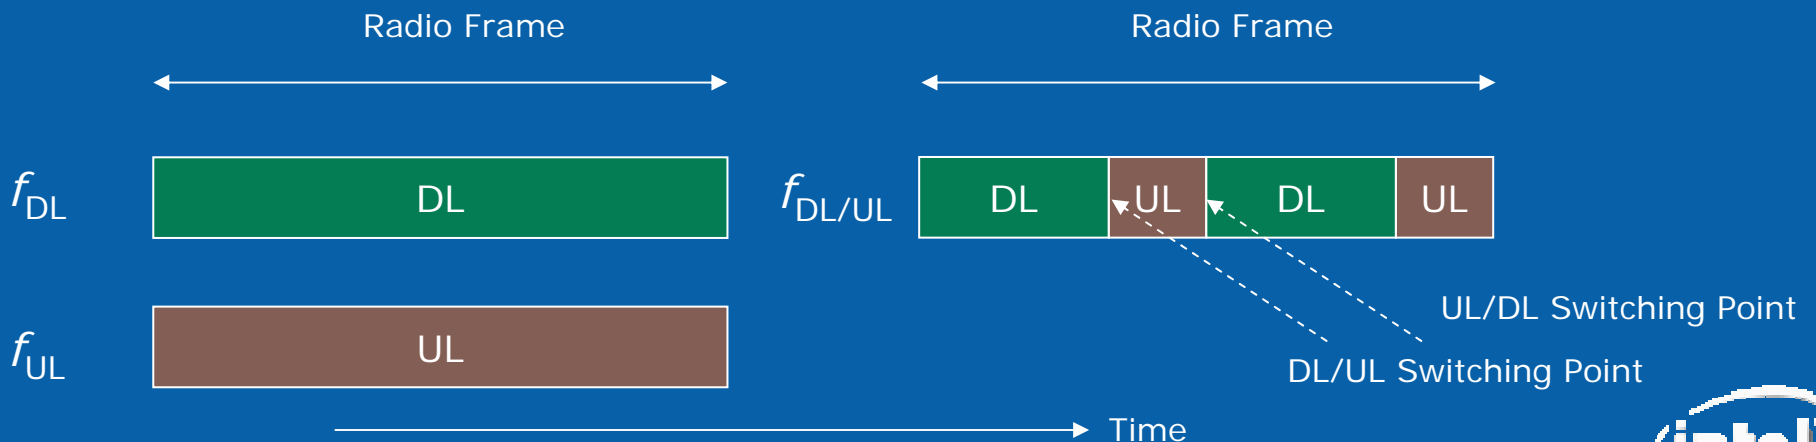 Radio Frame
Radio Frame
fDL
DL
fDL/UL
DL
UL
DL
UL
UL/DL Switching Point
fUL
UL
DL/UL Switching Point
Time